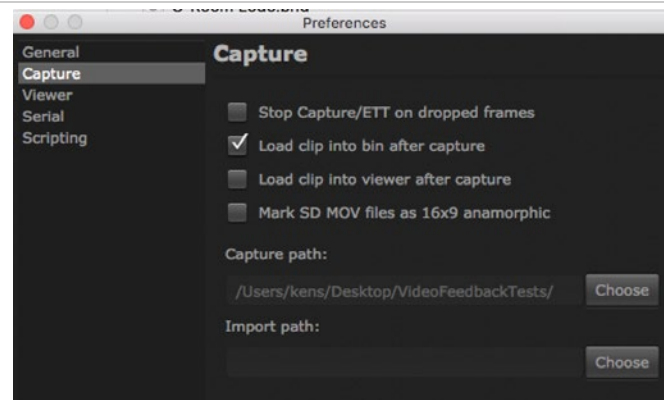 Preferences
General
Capture
Viewer
Serial
Scripting
Capture
Stop Capture/ETT on dropped frames
Load clip into bin after capture
Load clip into viewer after capture
Mark SD MOV files as 16x9 anamorphic
Capture path:
/Users/kens/Desktop/VideoFeedbackTests/
Choose
Import path:
Choose